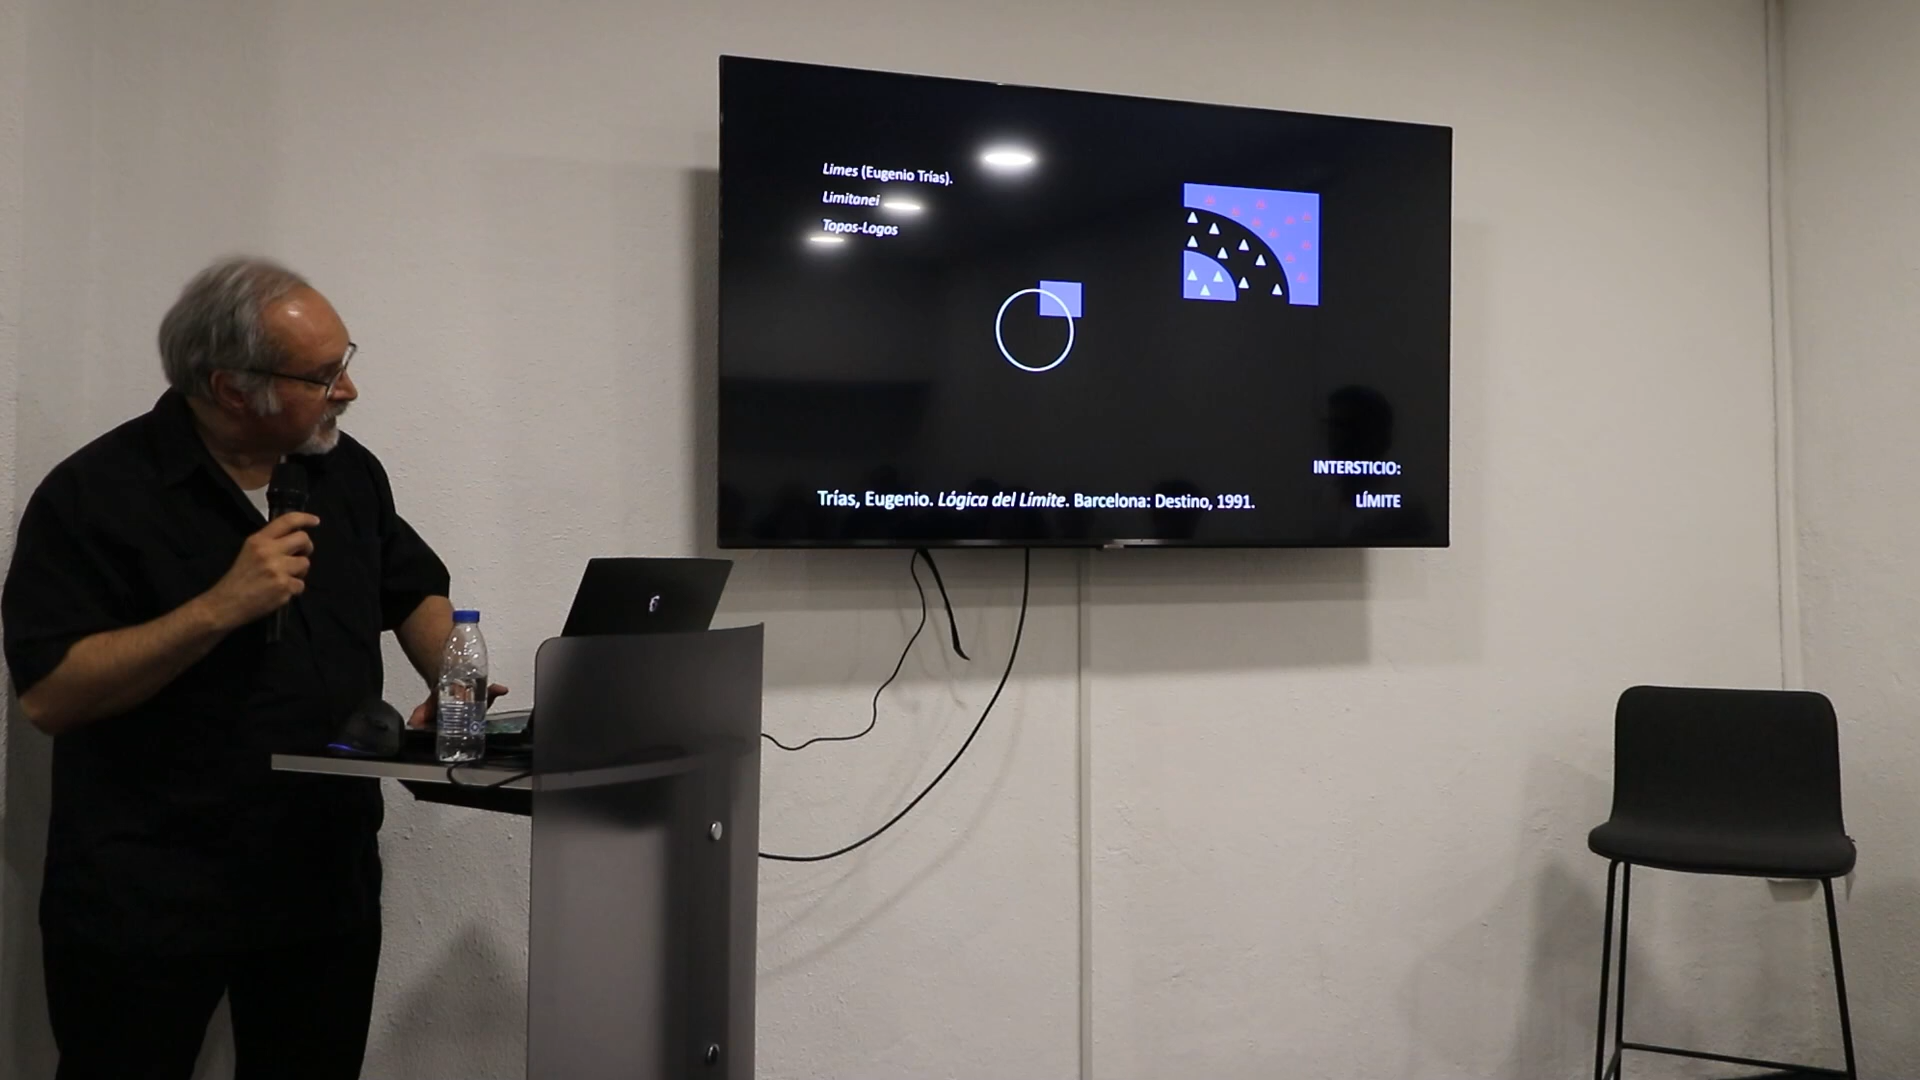 Limes (Eugenio Trías).
Limitanei
Topos-Logos
INTERSTICIO:
LÍMITE
Trías, Eugenio. Lógica del Límite. Barcelona: Destino, 1991.